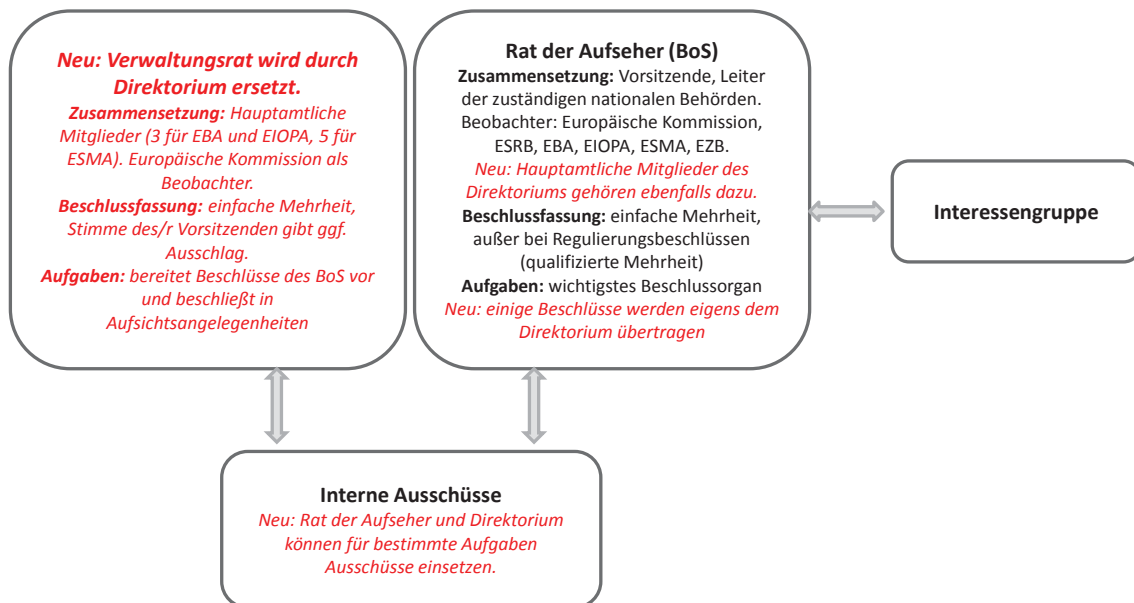 Neu: Verwaltungsrat wird durch
Direktorium ersetzt.
Zusammensetzung: Hauptamtliche
Mitglieder (3 für EBA und EIOPA, 5 für
ESMA). Europäische Kommission als
Beobachter.
Beschlussfassung: einfache Mehrheit,
Stimme des/r Vorsitzenden gibt ggf.
Ausschlag.
Aufgaben: bereitet Beschlüsse des BoS vor
und beschließt in
Aufsichtsangelegenheiten
Rat der Aufseher (BoS)
Zusammensetzung: Vorsitzende, Leiter
der zuständigen nationalen Behörden.
Beobachter: Europäische Kommission,
ESRB, EBA, EIOPA, ESMA, EZB.
Neu: Hauptamtliche Mitglieder des
Direktoriums gehören ebenfalls dazu.
Beschlussfassung: einfache Mehrheit,
außer bei Regulierungsbeschlüssen
(qualifizierte Mehrheit)
Aufgaben: wichtigstes Beschlussorgan
Neu: einige Beschlüsse werden eigens dem
Direktorium übertragen
Interessengruppe
Interne Ausschüsse
Neu: Rat der Aufseher und Direktorium
können für bestimmte Aufgaben
Ausschüsse einsetzen.